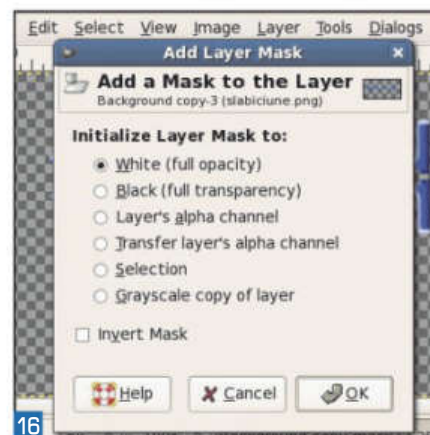 Edit Select View Image Layer Tools Dialogs
Add Layer Mask
Add a Mask to the Layer
Background copy-3 (slabiciune.png)
Initialize Layer Mask to:
White (full opacity)
Black (full transparency)
Layer's alpha channel
Transfer layer's alpha channel
Selection
Grayscale copy of layer
Invert Mask
Help Cancel OK
16